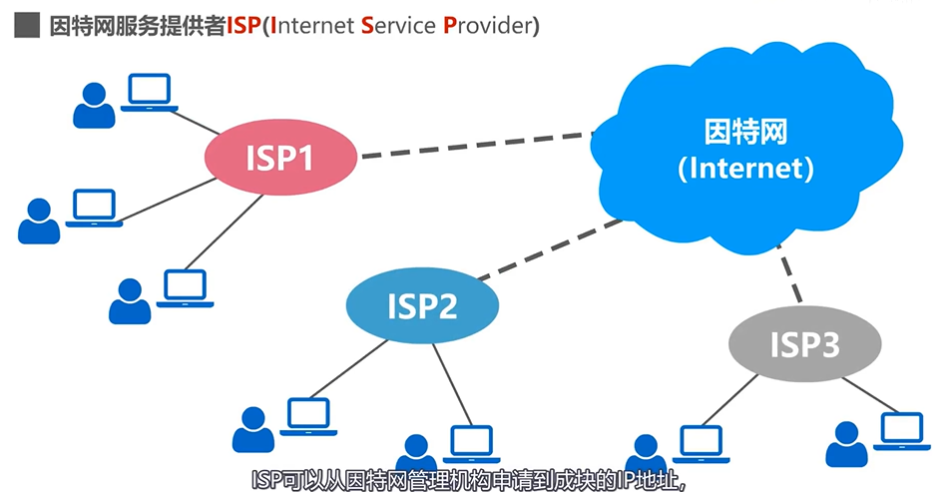 因特网服务提供者ISP(Internet Service Provider)
因特网
(Internet)
ISP1
ISP2
ISP3
ISP可以从因特网管理机构申请到成块的IP地址,